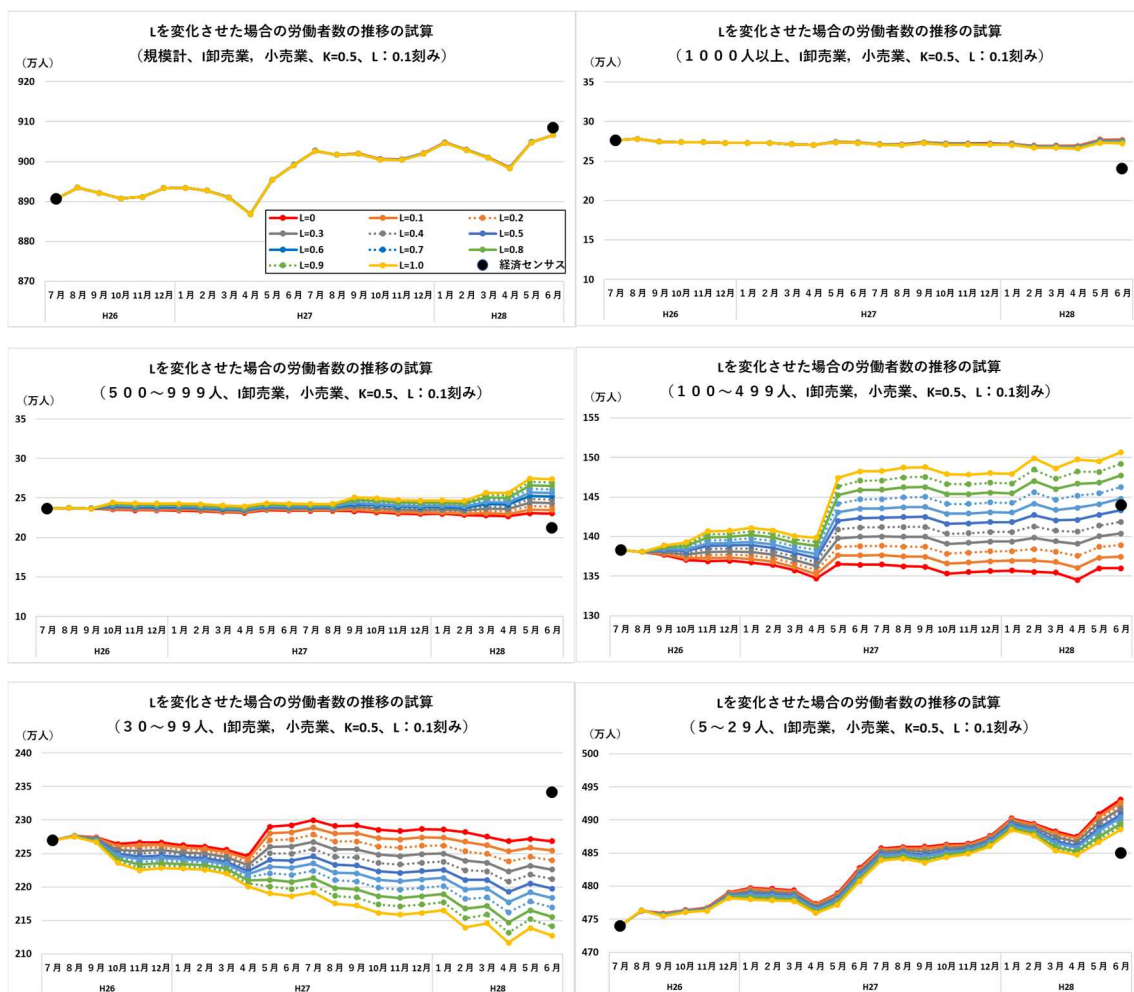 Lを変化させた場合の労働者数の推移の試算
(規模計、I卸売業，小売業、K=0.5、L：0.1刻み)
（万人）
920
910
900
890
880
870
L=0 L=0.1 L=0.2
L=0.3 L=0.4 L=0.5
L=0.6 L=0.7 L=0.8
L=0.9 L=1.0 経済センサス
7月 8月 9月 10月 11月 12月 1月 2月 3月 4月 5月 6月 7月 8月 9月 10月 11月 12月 1月 2月 3月 4月 5月 6月
H26 H27 H28
Lを変化させた場合の労働者数の推移の試算
(１０００人以上、I卸売業，小売業、K=0.5、L：0.1刻み)
（万人）
35
30
25
20
15
10
7月 8月 9月 10月 11月 12月 1月 2月 3月 4月 5月 6月 7月 8月 9月 10月 11月 12月 1月 2月 3月 4月 5月 6月
H26 H27 H28
Lを変化させた場合の労働者数の推移の試算
(５００～９９９人、I卸売業，小売業、K=0.5、L：0.1刻み)
（万人）
35
30
25
20
15
10
7月 8月 9月 10月 11月 12月 1月 2月 3月 4月 5月 6月 7月 8月 9月 10月 11月 12月 1月 2月 3月 4月 5月 6月
H26 H27 H28
Lを変化させた場合の労働者数の推移の試算
(１００～４９９人、I卸売業，小売業、K=0.5、L：0.1刻み)
（万人）
155
150
145
140
135
130
7月 8月 9月 10月 11月 12月 1月 2月 3月 4月 5月 6月 7月 8月 9月 10月 11月 12月 1月 2月 3月 4月 5月 6月
H26 H27 H28
Lを変化させた場合の労働者数の推移の試算
(３０～９９人、I卸売業，小売業、K=0.5、L：0.1刻み)
（万人）
240
235
230
225
220
215
210
7月 8月 9月 10月 11月 12月 1月 2月 3月 4月 5月 6月 7月 8月 9月 10月 11月 12月 1月 2月 3月 4月 5月 6月
H26 H27 H28
Lを変化させた場合の労働者数の推移の試算
(５～２９人、I卸売業，小売業、K=0.5、L：0.1刻み)
（万人）
500
495
490
485
480
475
470
7月 8月 9月 10月 11月 12月 1月 2月 3月 4月 5月 6月 7月 8月 9月 10月 11月 12月 1月 2月 3月 4月 5月 6月
H26 H27 H28